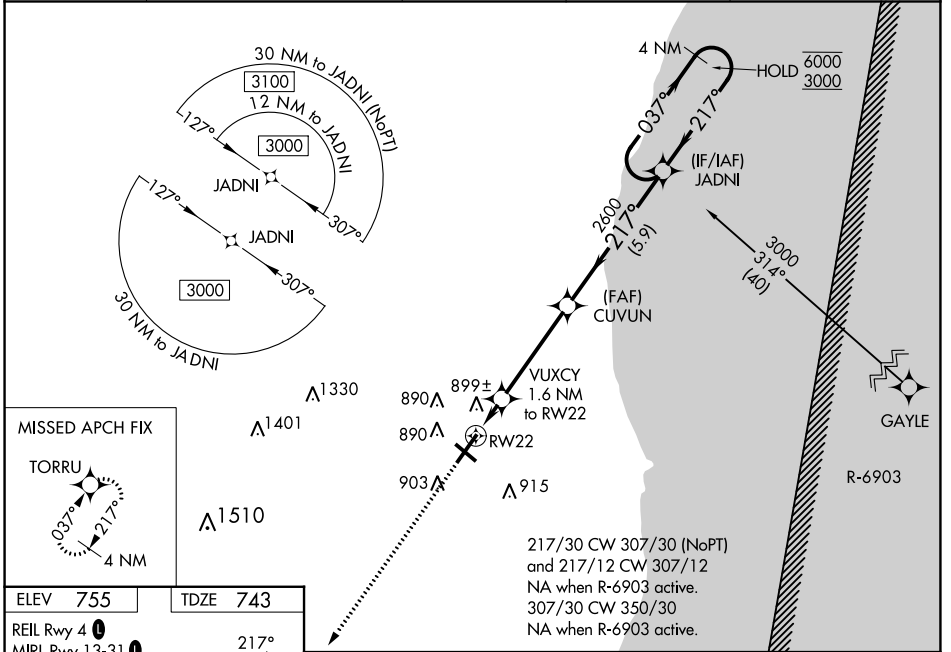 30 NM to JADNI (NoPT)
3100
12 NM to JADNI
3000
127°
JADNI
307°
127°
JADNI
307°
3000
30 NM to JADNI
4 NM
HOLD 6000
3000
037°
217°
(IF/IAF)
JADNI
2600
217°
(5.9)
3000
314°
(40)
(FAF)
CUVUN
VUXCY
1.6 NM
to RW22
GAYLE
R-6903
1330
1401
890
899±
890
RW22
903
915
1510
MISSED APCH FIX
TORRU
037°
217°
4 NM
217/30 CW 307/30 (NoPT)
and 217/12 CW 307/12
NA when R-6903 active.
307/30 CW 350/30
NA when R-6903 active.
ELEV 755
TDZE 743
REIL Rwy 4 L
MIRL Rwy 13-31 L
217°